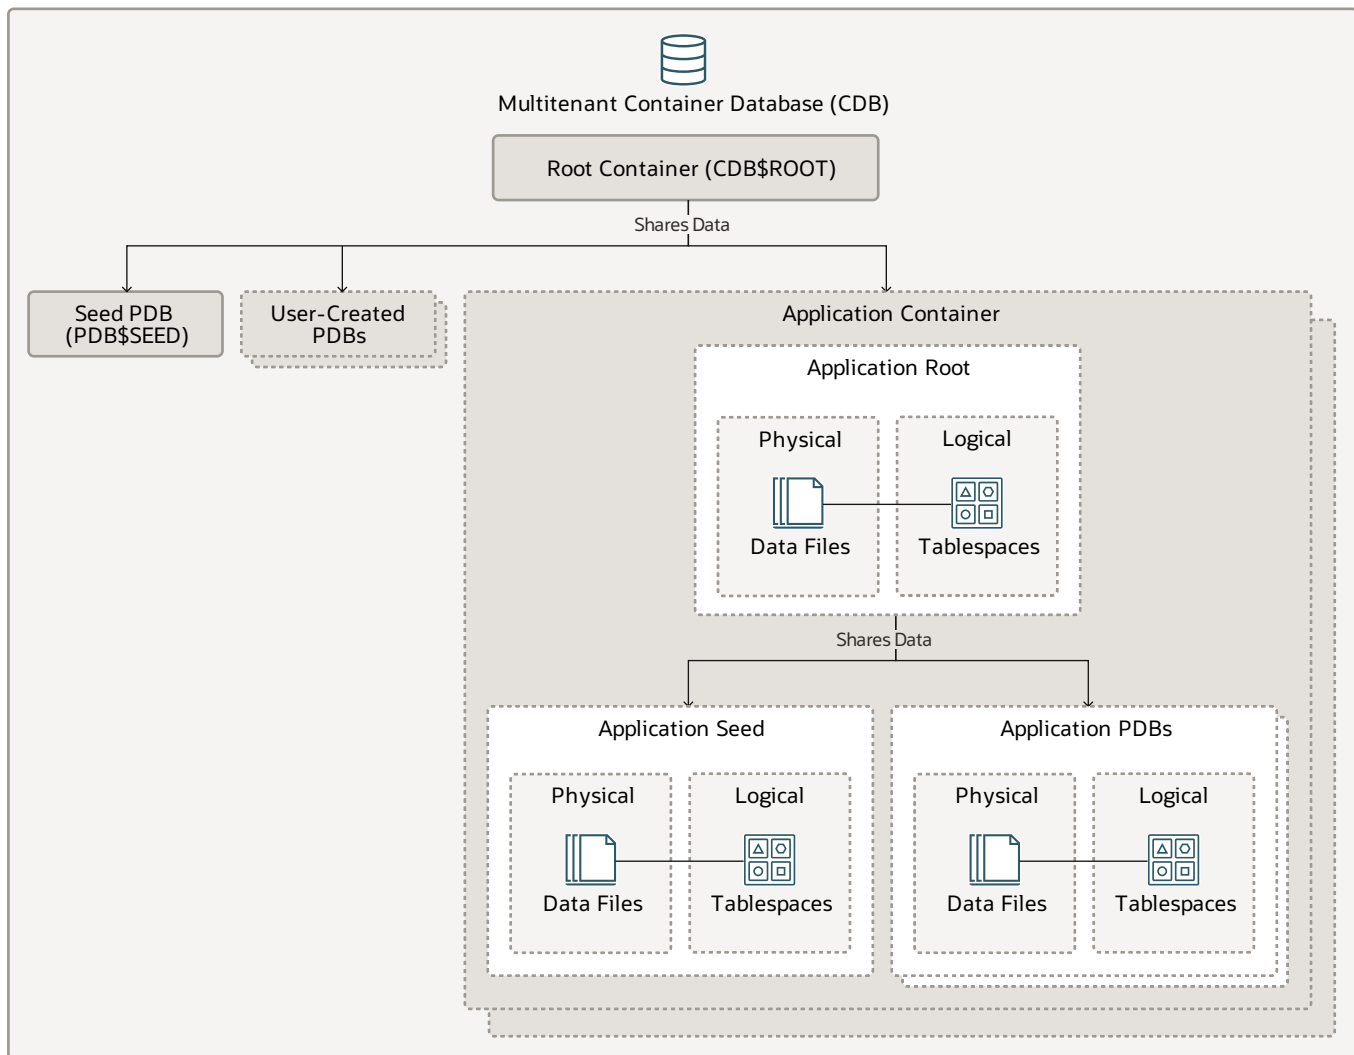 Multitenant Container Database (CDB)
Root Container (CDB$ROOT)
Shares Data
Seed PDB
(PDB$SEED)
User-Created
PDBs
Application Container
Application Root
Physical
Logical
Data Files
Tablespaces
Shares Data
Application Seed
Physical
Logical
Data Files
Tablespaces
Application PDBs
Physical
Logical
Data Files
Tablespaces